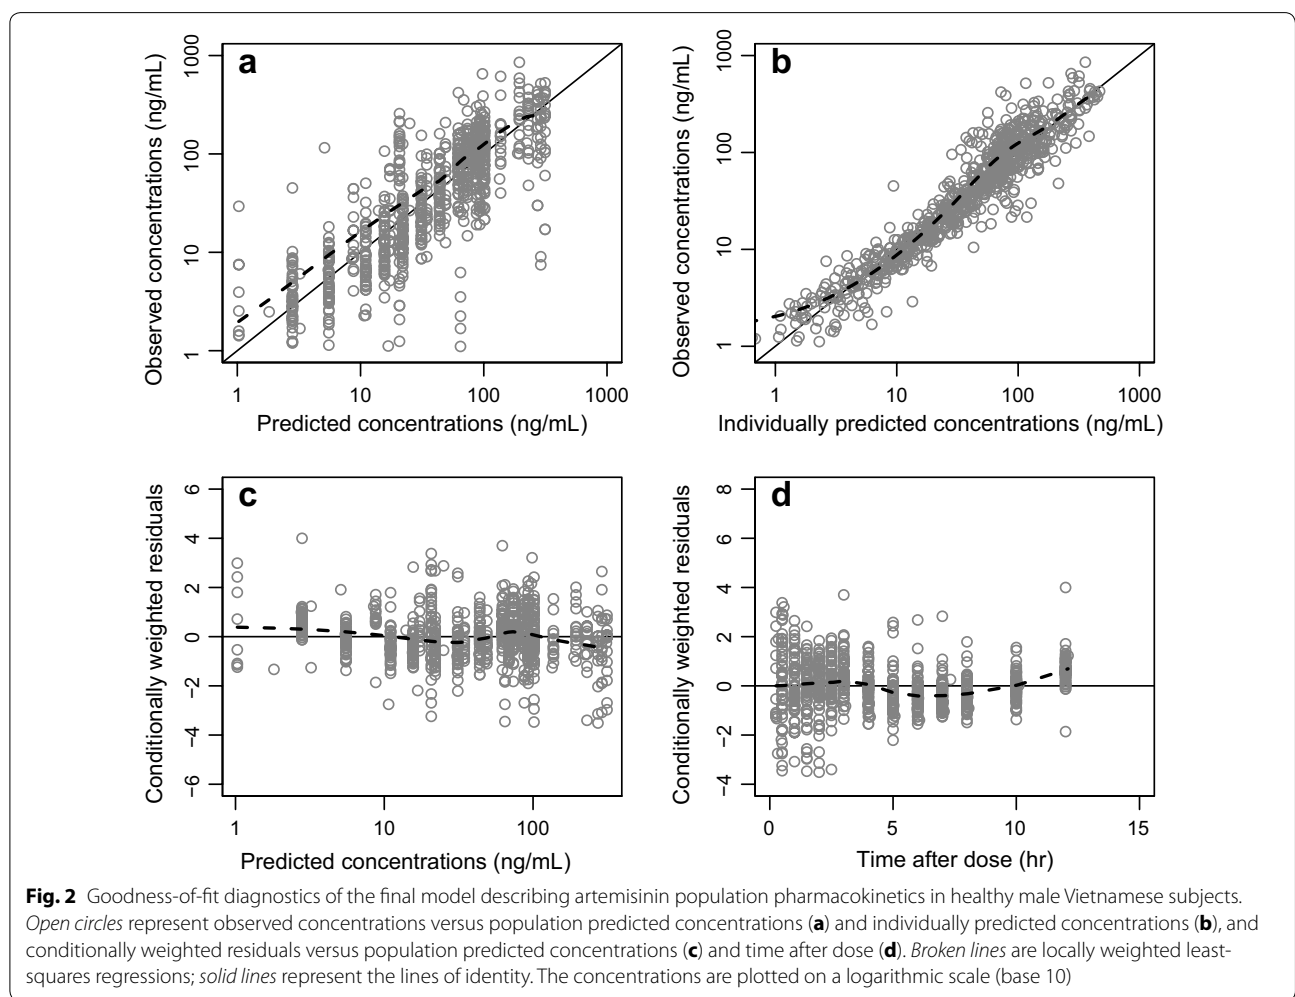 a
Observed concentrations (ng/mL)
1000
100
10
1
1 10 100 1000
Predicted concentrations (ng/mL)
b
Observed concentrations (ng/mL)
1000
100
10
1
1 10 100 1000
Individually predicted concentrations (ng/mL)
c
Conditionally weighted residuals
6
4
2
0
−2
−4
−6
1 10 100
Predicted concentrations (ng/mL)
d
Conditionally weighted residuals
8
6
4
2
0
−2
−4
0 5 10 15
Time after dose (hr)
Fig. 2 Goodness-of-fit diagnostics of the final model describing artemisinin population pharmacokinetics in healthy male Vietnamese subjects.
Open circles represent observed concentrations versus population predicted concentrations (a) and individually predicted concentrations (b), and
conditionally weighted residuals versus population predicted concentrations (c) and time after dose (d). Broken lines are locally weighted least-
squares regressions; solid lines represent the lines of identity. The concentrations are plotted on a logarithmic scale (base 10)